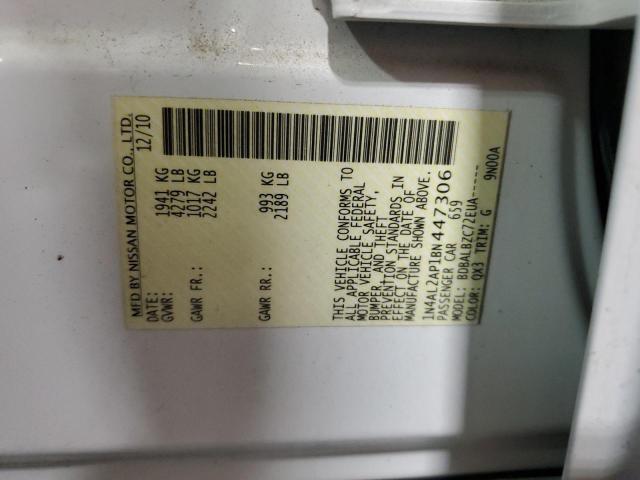 MFD BY NISSAN MOTOR CO., LTD.
DATE: 12/10
GVWR: 1941 KG
4279 LB
GAWR FR.: 1017 KG
2242 LB
GAWR RR.: 993 KG
2189 LB
THIS VEHICLE CONFORMS TO
ALL APPLICABLE FEDERAL
MOTOR VEHICLE SAFETY,
BUMPER, AND THEFT
PREVENTION STANDARDS IN
EFFECT ON THE DATE OF
MANUFACTURE SHOWN ABOVE.
1N4AL2AP1BN447306
PASSENGER CAR 659
MODEL: BDBALBZC72EUA-----
COLOR: QX3 TRIM: G 9N00A